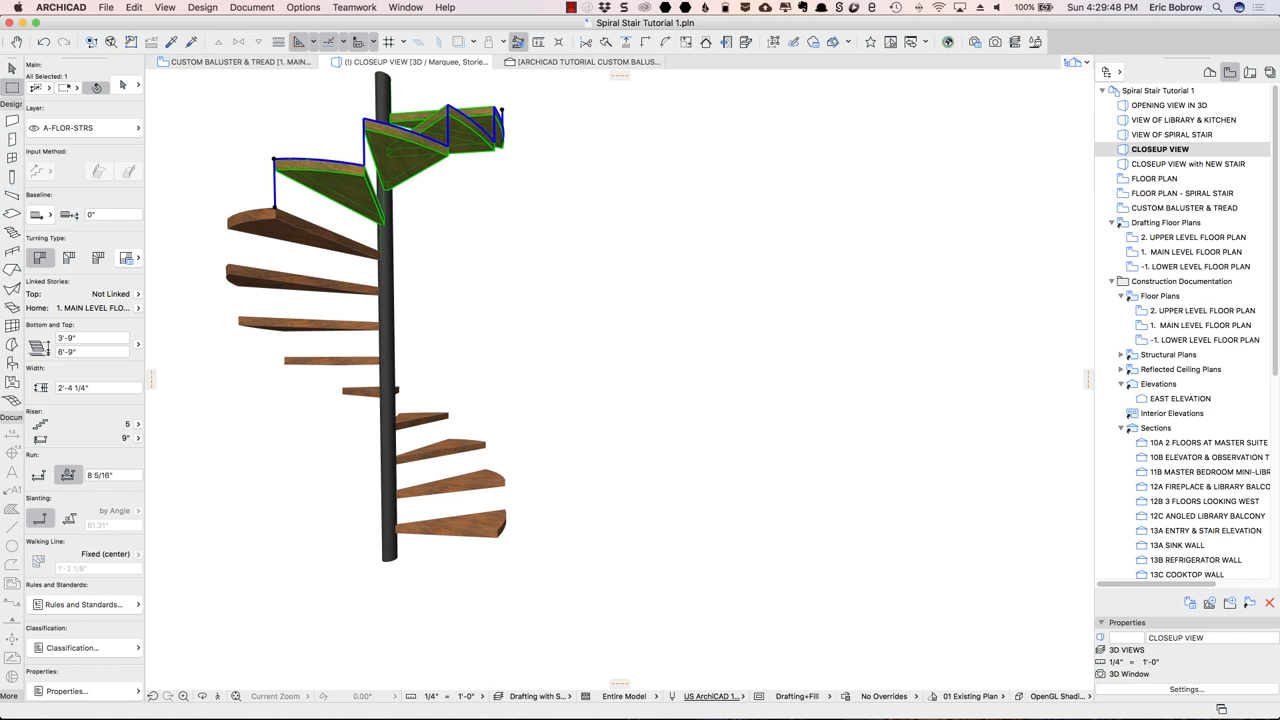 ARCHICAD File Edit View Design Document Options Teamwork Window Help 100% Sun 4:29:48 PM Eric Bobrow
Spiral Stair Tutorial 1.pln
Main:
All Selected: 1
Design
Layer:
A-FLOR-STRS
Input Method:
Baseline:
0"
Turning Type:
Linked Stories:
Top: Not Linked
Home: 1. MAIN LEVEL FLO...
Bottom and Top:
3'-9"
6'-9"
Width:
2'-4 1/4"
Docum
Riser:
5
9"
Run:
8 5/16"
Slanting:
by Angle
81.31°
Walking Line:
Fixed (center)
1'-2 1/8"
Rules and Standards:
Rules and Standards...
Classification:
Classification...
Properties:
Properties...
More
CUSTOM BALUSTER & TREAD [1. MAIN...
(!) CLOSEUP VIEW [3D / Marquee, Storie...
[ARCHICAD TUTORIAL CUSTOM BALUS...
Spiral Stair Tutorial 1
OPENING VIEW IN 3D
VIEW OF LIBRARY & KITCHEN
VIEW OF SPIRAL STAIR
CLOSEUP VIEW
CLOSEUP VIEW with NEW STAIR
FLOOR PLAN
FLOOR PLAN - SPIRAL STAIR
CUSTOM BALUSTER & TREAD
Drafting Floor Plans
2. UPPER LEVEL FLOOR PLAN
1. MAIN LEVEL FLOOR PLAN
-1. LOWER LEVEL FLOOR PLAN
Construction Documentation
Floor Plans
2. UPPER LEVEL FLOOR PLAN
1. MAIN LEVEL FLOOR PLAN
-1. LOWER LEVEL FLOOR PLAN
Structural Plans
Reflected Ceiling Plans
Elevations
EAST ELEVATION
Interior Elevations
Sections
10A 2 FLOORS AT MASTER SUITE
10B ELEVATOR & OBSERVATION T
11B MASTER BEDROOM MINI-LIBR
12A FIREPLACE & LIBRARY BALCO
12B 3 FLOORS LOOKING WEST
12C ANGLED LIBRARY BALCONY
13A ENTRY & STAIR ELEVATION
13A SINK WALL
13B REFRIGERATOR WALL
13C COOKTOP WALL
Properties
CLOSEUP VIEW
3D VIEWS
1/4" = 1'-0"
3D Window
Settings...
Current Zoom 0.00° 1/4" = 1'-0" Drafting with S... Entire Model US ArchiCAD 1... Drafting+Fill No Overrides 01 Existing Plan OpenGL Shadi...